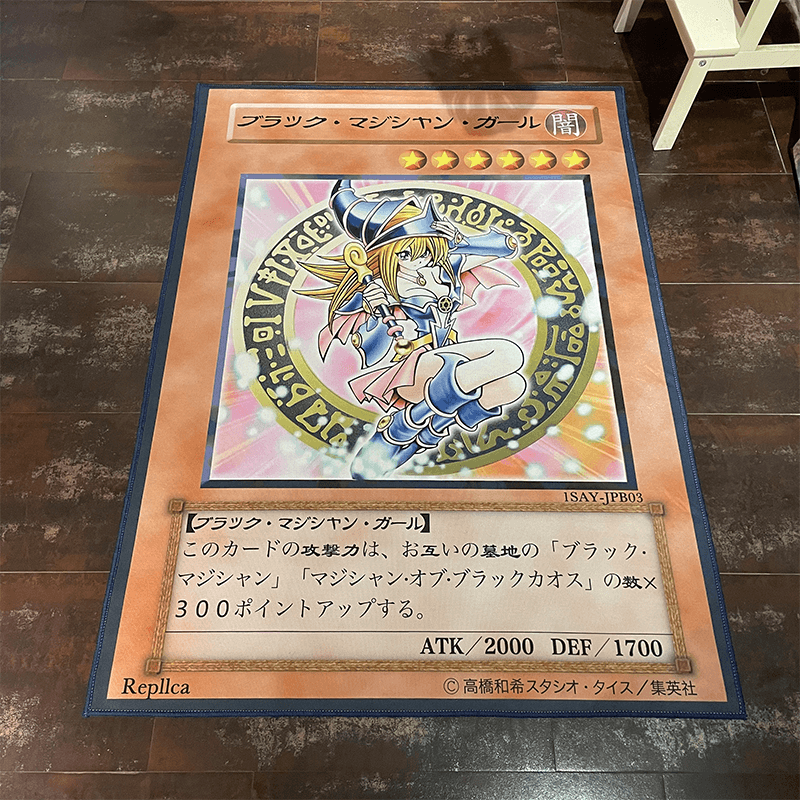 ブラック・マジシャン・ガール 闇
1SAY-JPB03
【ブラック・マジシャン・ガール】
このカードの攻撃力は、お互いの墓地の「ブラック・
マジシャン」「マジシャン・オブ・ブラックカオス」の数×
３００ポイントアップする。
ATK／2000 DEF／1700
Repllca
Ⓒ高橋和希スタジオ・タイス／集英社